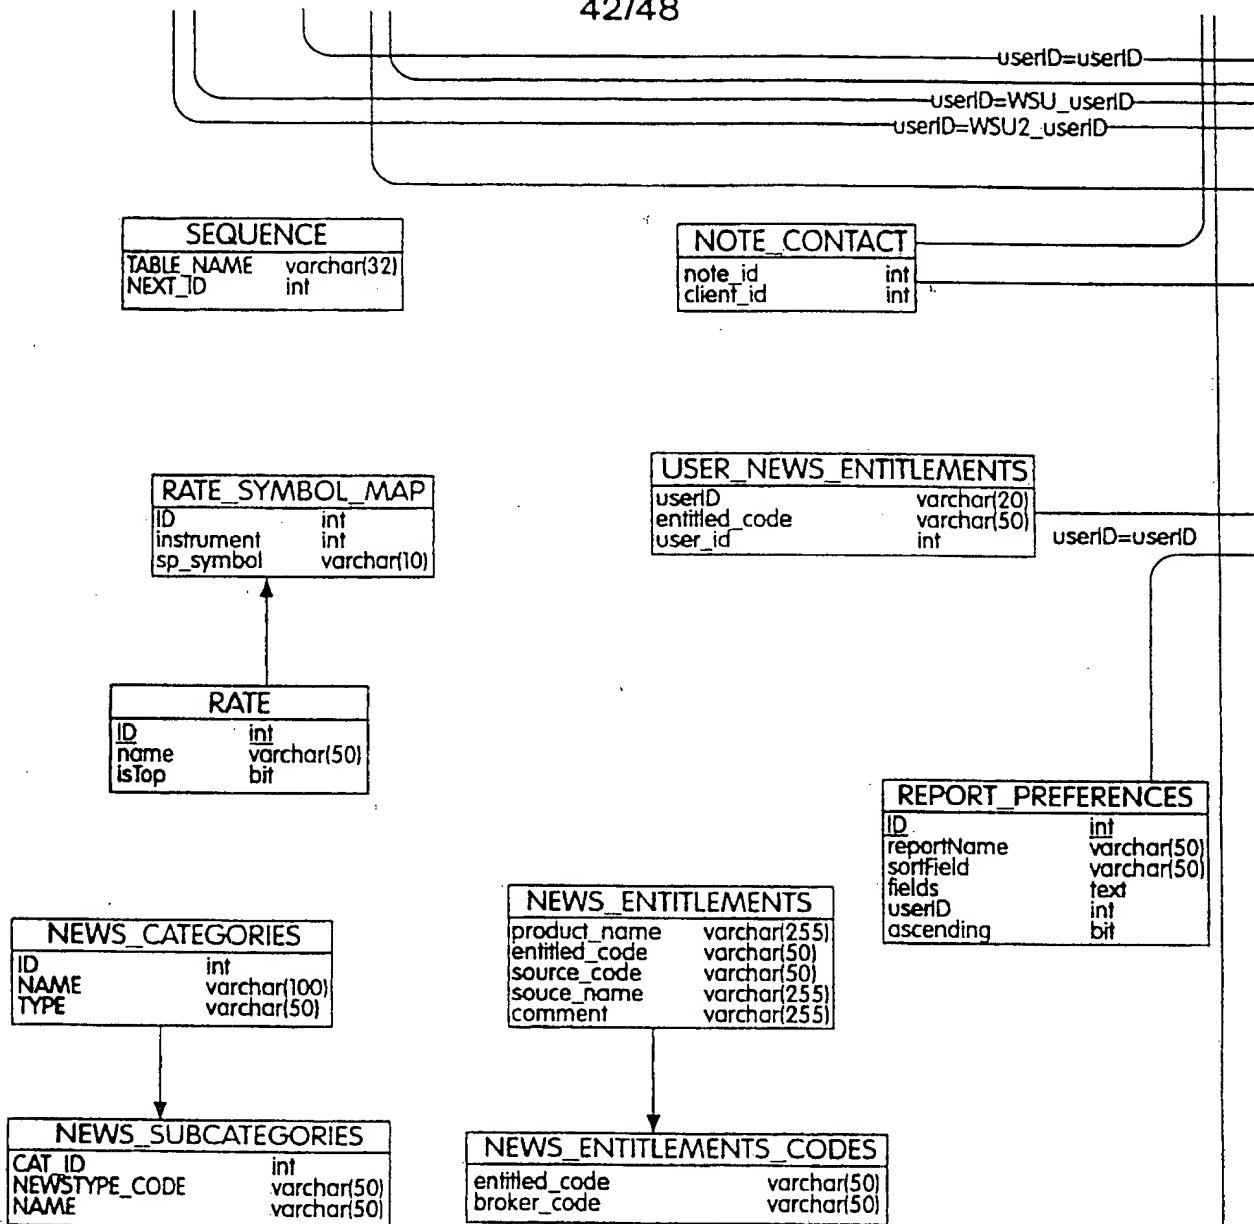 42/48
userID=userID
userID=WSU_userID
userID=WSU2_userID
SEQUENCE
TABLE_NAME varchar(32)
NEXT_ID int
NOTE_CONTACT
note_id int
client_id int
RATE_SYMBOL_MAP
ID int
instrument int
sp_symbol varchar(10)
USER_NEWS_ENTITLEMENTS
userID varchar(20)
entitled_code varchar(50)
user_id int
userID=userID
RATE
ID int
name varchar(50)
isTop bit
REPORT_PREFERENCES
ID int
reportName varchar(50)
sortField varchar(50)
fields text
userID int
ascending bit
NEWS_CATEGORIES
ID int
NAME varchar(100)
TYPE varchar(50)
NEWS_ENTITLEMENTS
product_name varchar(255)
entitled_code varchar(50)
source_code varchar(50)
souce_name varchar(255)
comment varchar(255)
NEWS_SUBCATEGORIES
CAT_ID int
NEWSTYPE_CODE varchar(50)
NAME varchar(50)
NEWS_ENTITLEMENTS_CODES
entitled_code varchar(50)
broker_code varchar(50)